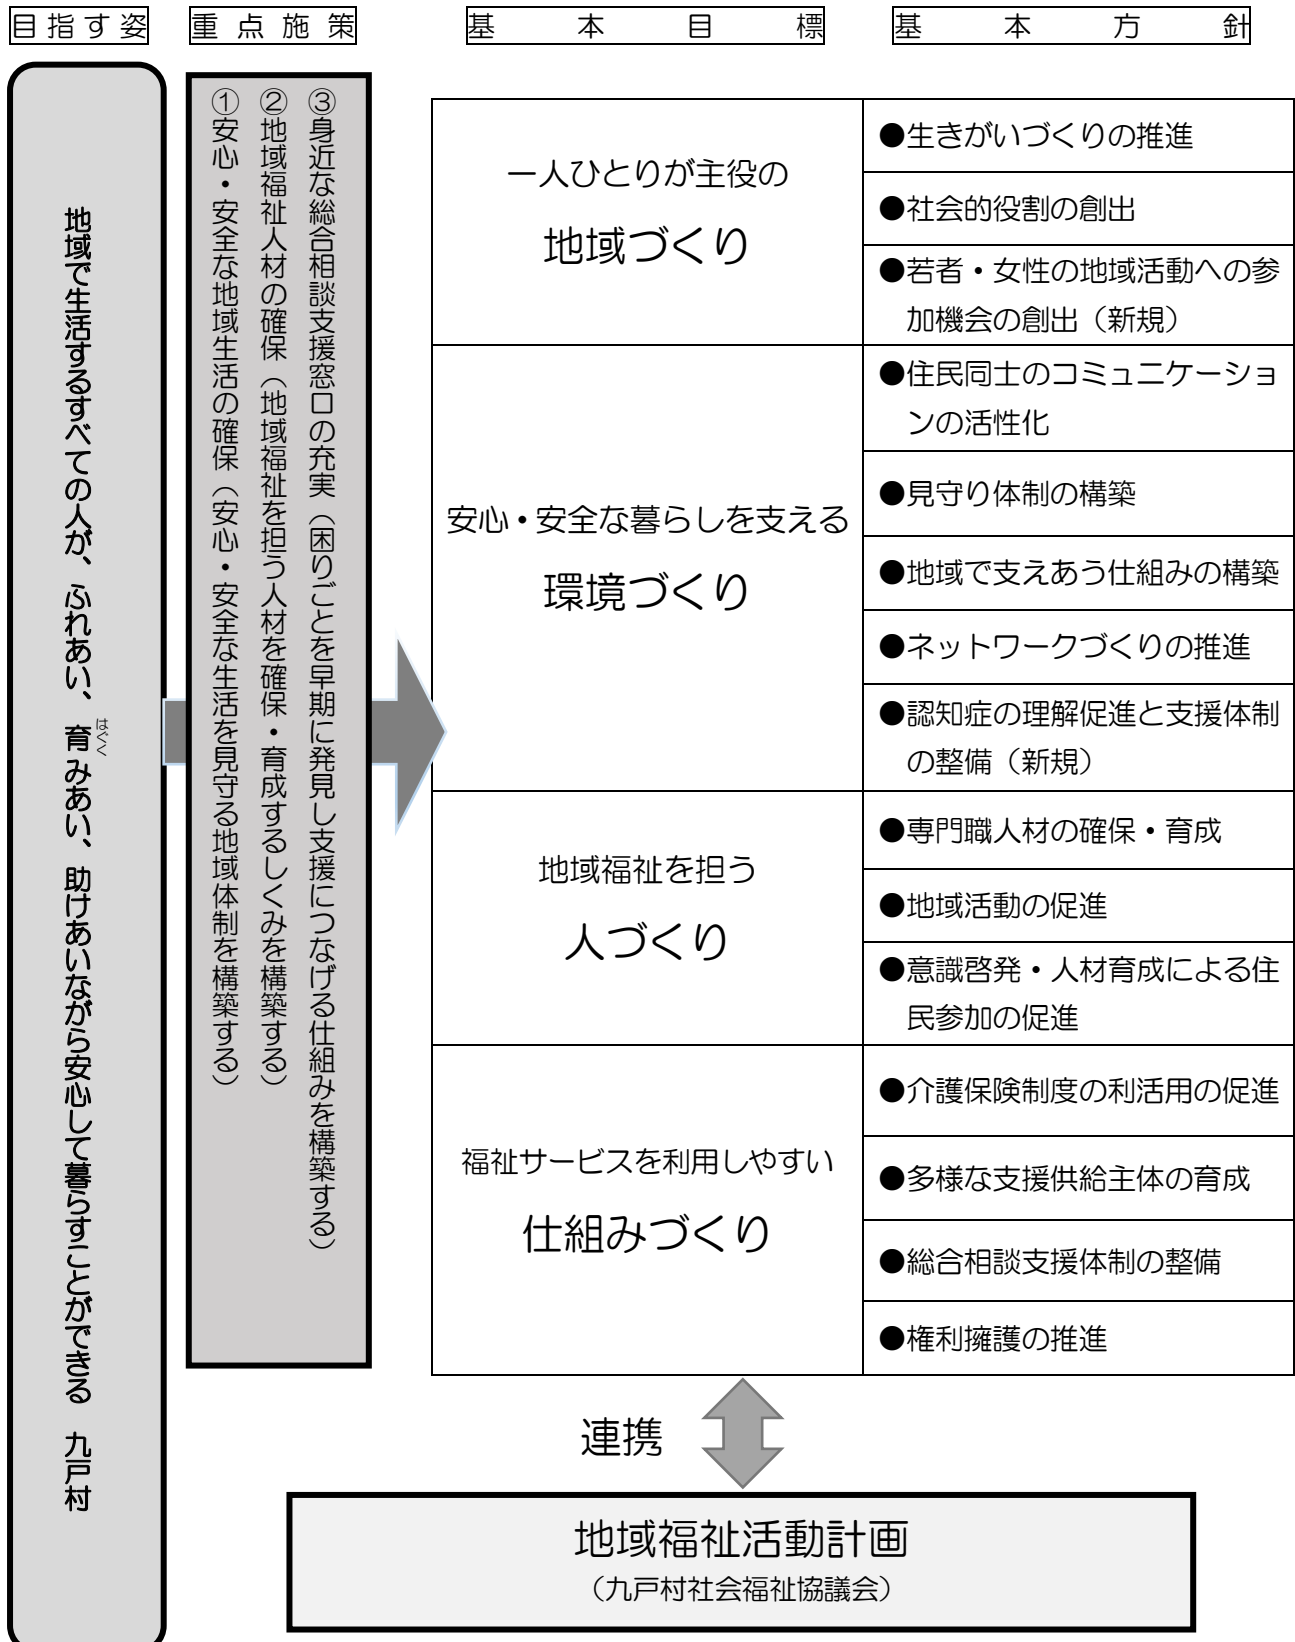 目指す姿
重点施策
基本目標
基本方針
地域で生活するすべての人が、ふれあい、育みあい、助けあいながら安心して暮らすことができる　九戸村
はぐく
③身近な総合相談支援窓口の充実（困りごとを早期に発見し支援につなげる仕組みを構築する）
②地域福祉人材の確保（地域福祉を担う人材を確保・育成するしくみを構築する）
①安心・安全な地域生活の確保（安心・安全な生活を見守る地域体制を構築する）
一人ひとりが主役の
地域づくり
●生きがいづくりの推進
●社会的役割の創出
●若者・女性の地域活動への参
加機会の創出（新規）
安心・安全な暮らしを支える
環境づくり
●住民同士のコミュニケーショ
ンの活性化
●見守り体制の構築
●地域で支えあう仕組みの構築
●ネットワークづくりの推進
●認知症の理解促進と支援体制
の整備（新規）
地域福祉を担う
人づくり
●専門職人材の確保・育成
●地域活動の促進
●意識啓発・人材育成による住
民参加の促進
福祉サービスを利用しやすい
仕組みづくり
●介護保険制度の利活用の促進
●多様な支援供給主体の育成
●総合相談支援体制の整備
●権利擁護の推進
連携
地域福祉活動計画
（九戸村社会福祉協議会）